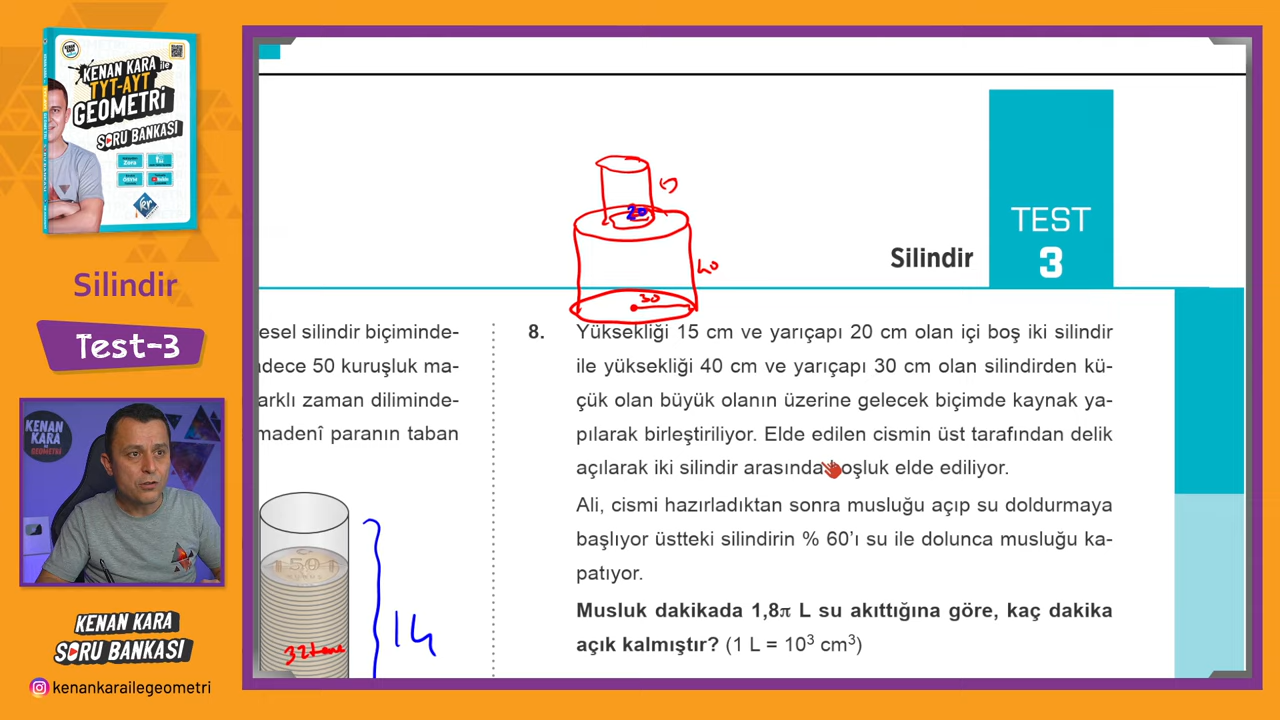 KENAN KARA ile
TYT-AYT
GEOMETRİ
SORU BANKASI
Silindir
Test-3
KENAN KARA
SORU BANKASI
kenankarailegeometri
TEST
3
Silindir
20
40
30
esel silindir biçiminde-
dece 50 kuruşluk ma-
arklı zaman diliminde-
madenî paranın taban
50
32tane
14
8. Yüksekliği 15 cm ve yarıçapı 20 cm olan içi boş iki silindir
ile yüksekliği 40 cm ve yarıçapı 30 cm olan silindirden kü-
çük olan büyük olanın üzerine gelecek biçimde kaynak ya-
pılarak birleştiriliyor. Elde edilen cismin üst tarafından delik
açılarak iki silindir arasında boşluk elde ediliyor.
Ali, cismi hazırladıktan sonra musluğu açıp su doldurmaya
başlıyor üstteki silindirin % 60’ı su ile dolunca musluğu ka-
patıyor.
Musluk dakikada 1,8π L su akıttığına göre, kaç dakika
açık kalmıştır? (1 L = 10³ cm³)